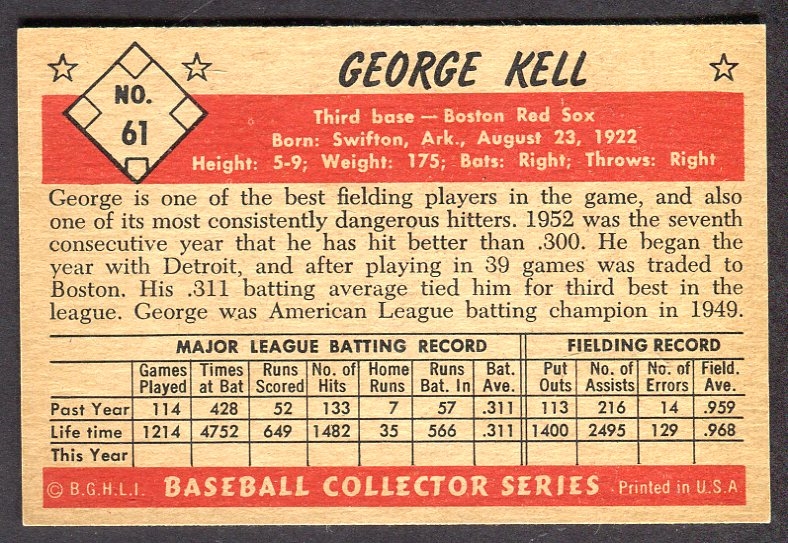 GEORGE KELL
NO.
61
Third base — Boston Red Sox
Born: Swifton, Ark., August 23, 1922
Height: 5-9; Weight: 175; Bats: Right; Throws: Right
George is one of the best fielding players in the game, and also
one of its most consistently dangerous hitters. 1952 was the seventh
consecutive year that he has hit better than .300. He began the
year with Detroit, and after playing in 39 games was traded to
Boston. His .311 batting average tied him for third best in the
league. George was American League batting champion in 1949.
MAJOR LEAGUE BATTING RECORD FIELDING RECORD
Games Times Runs No. of Home Runs Bat. Put No. of No. of Field.
Played at Bat Scored Hits Runs Bat. In Ave. Outs Assists Errors Ave.
Past Year 114 428 52 133 7 57 .311 113 216 14 .959
Life time 1214 4752 649 1482 35 566 .311 1400 2495 129 .968
This Year
© B.G.H.L.I. BASEBALL COLLECTOR SERIES Printed in U.S.A